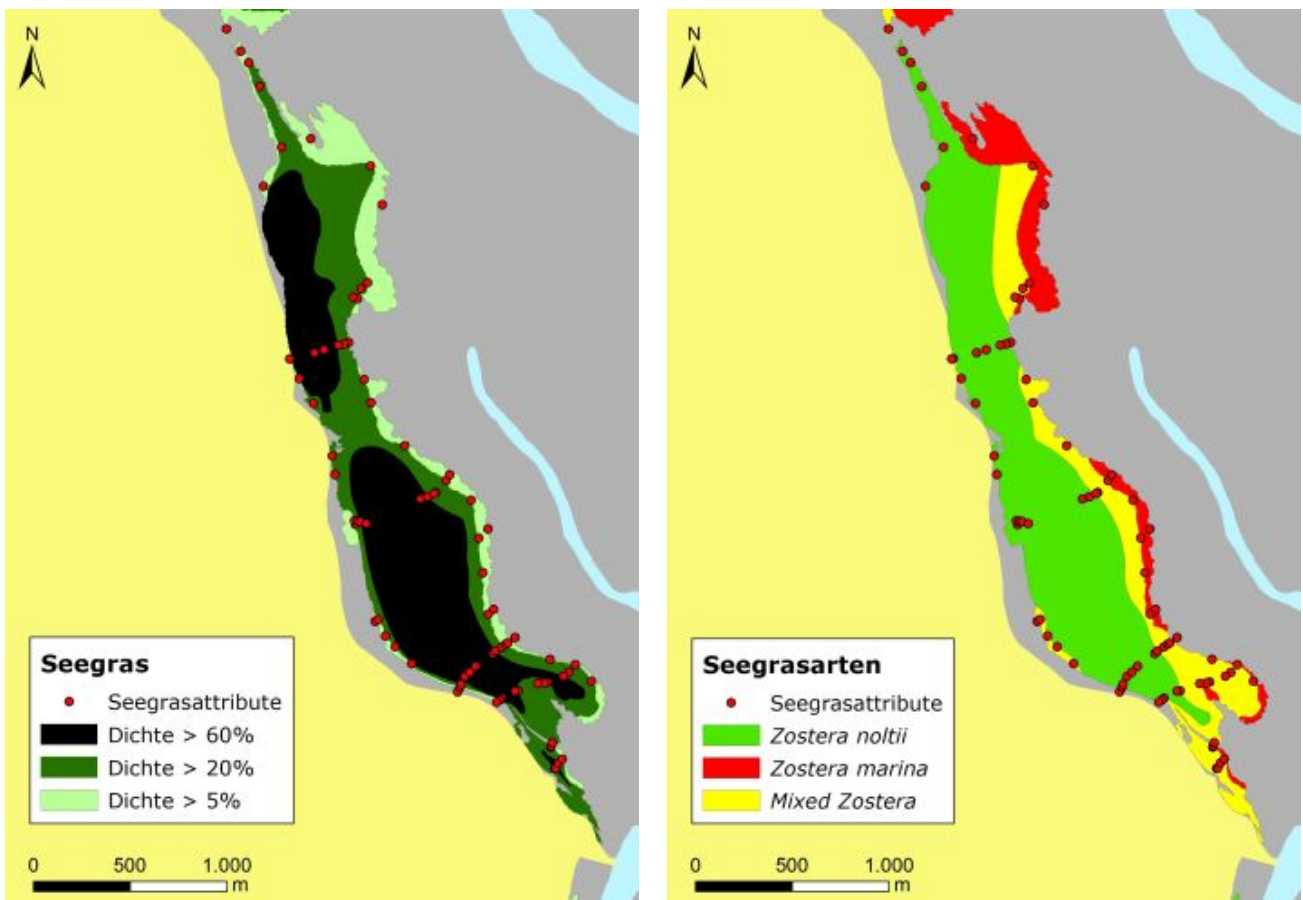 N
Seegras
Seegrasattribute
Dichte > 60%
Dichte > 20%
Dichte > 5%
0 500 1.000
m
N
Seegrasarten
Seegrasattribute
Zostera noltii
Zostera marina
Mixed Zostera
0 500 1.000
m